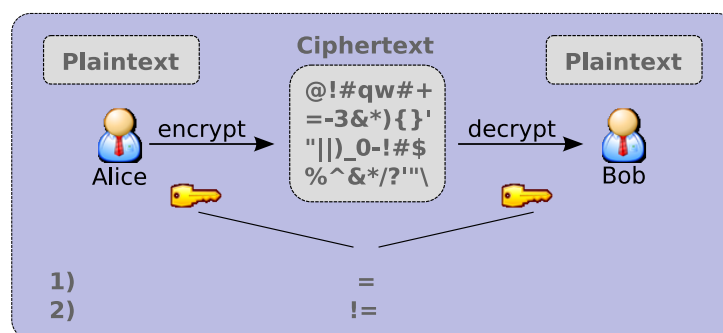 Plaintext
Ciphertext
Plaintext
@!#qw#+
=-3&*){}'
"||)_0-!#$
%^&*/?'"\
encrypt
decrypt
Alice
Bob
1) =
2) !=